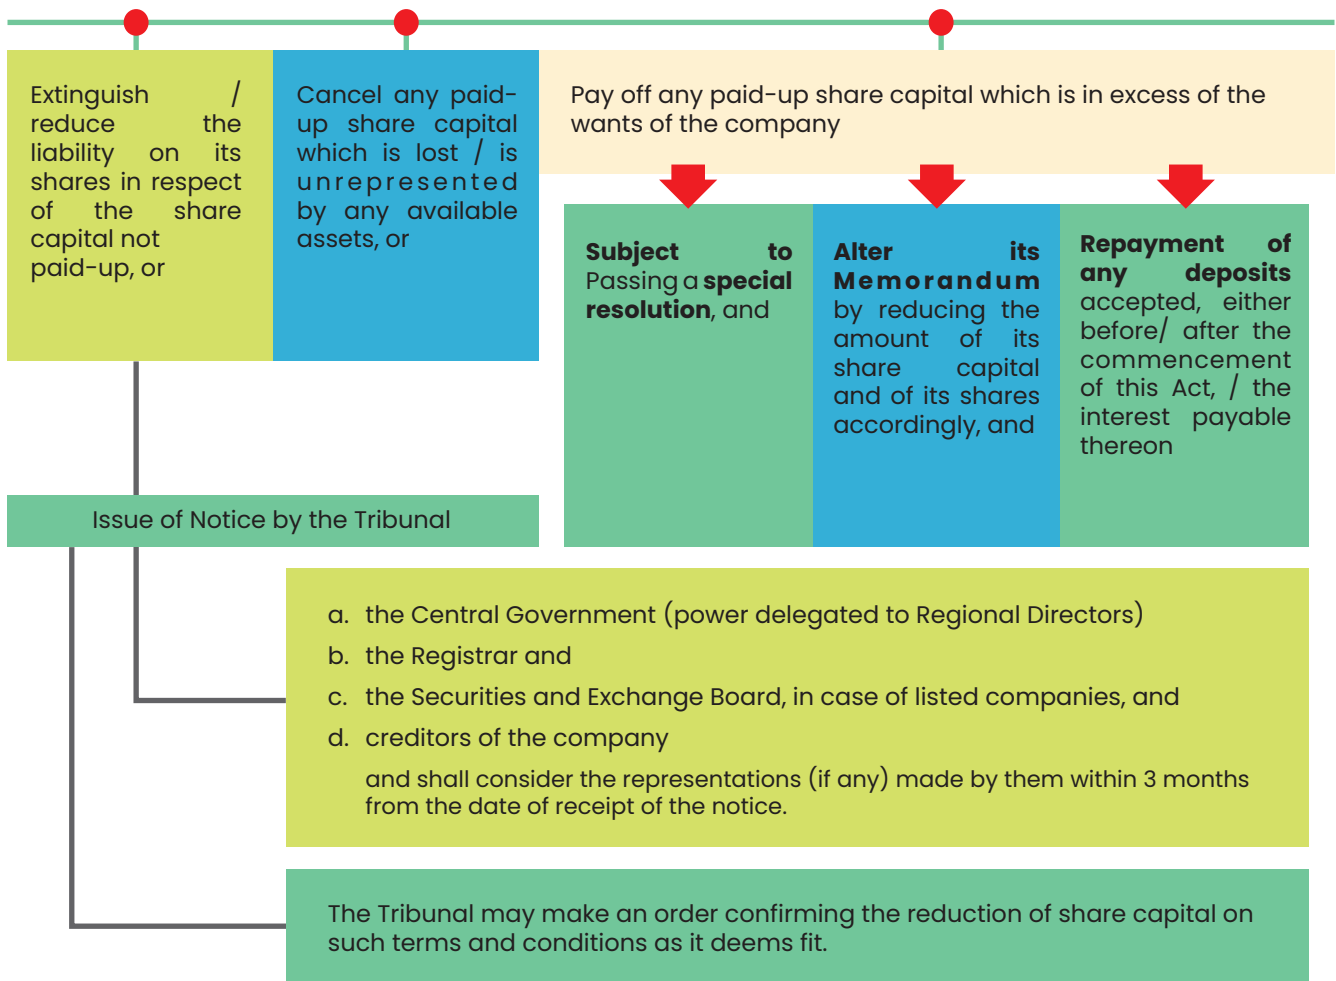 Extinguish /
reduce the
liability on its
shares in respect
of the share
capital not
paid-up, or
Cancel any paid-
up share capital
which is lost / is
unrepresented
by any available
assets, or
Pay off any paid-up share capital which is in excess of the
wants of the company
Subject to
Passing a special
resolution, and
Alter its
Memorandum
by reducing the
amount of its
share capital
and of its shares
accordingly, and
Repayment of
any deposits
accepted, either
before/ after the
commencement
of this Act, / the
interest payable
thereon
Issue of Notice by the Tribunal
a. the Central Government (power delegated to Regional Directors)
b. the Registrar and
c. the Securities and Exchange Board, in case of listed companies, and
d. creditors of the company
and shall consider the representations (if any) made by them within 3 months
from the date of receipt of the notice.
The Tribunal may make an order confirming the reduction of share capital on
such terms and conditions as it deems fit.